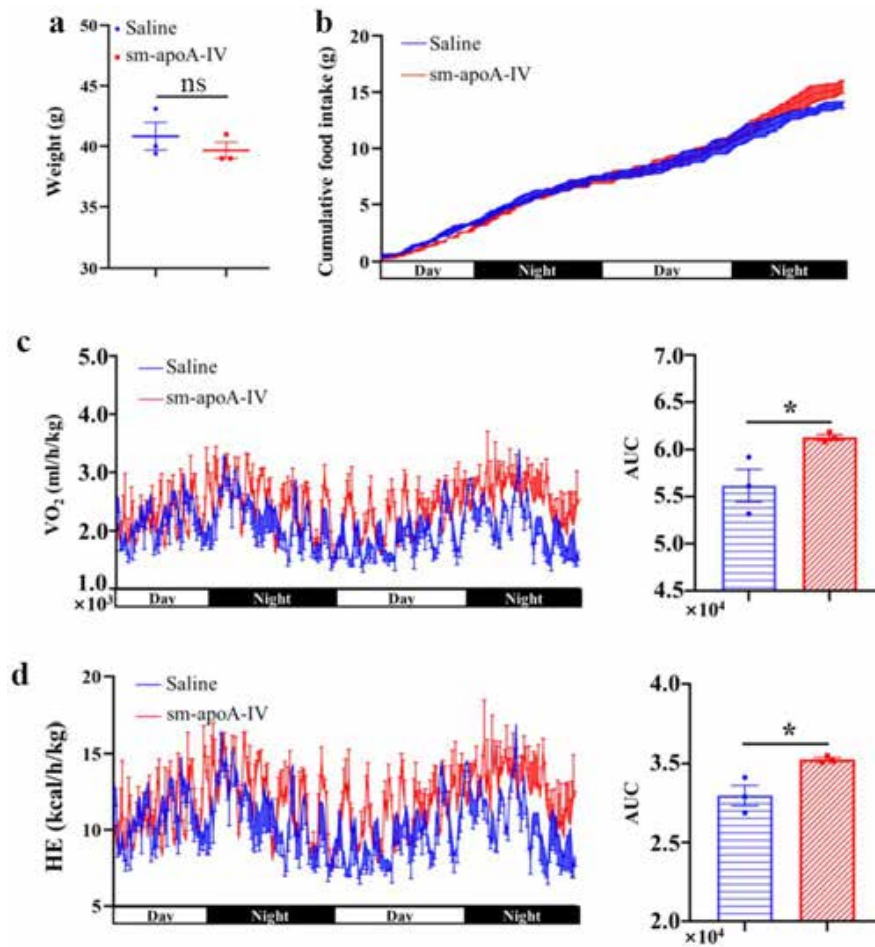 a
50
Saline
sm-apoA-IV
45
ns
40
35
30
Weight (g)
b
Saline
sm-apoA-IV
20
15
10
5
0
Cumulative food intake (g)
Day Night Day Night
c
Saline
sm-apoA-IV
5.0
4.0
3.0
2.0
1.0
×10³
VO₂ (ml/h/kg)
Day Night Day Night
7.0
6.5
6.0
5.5
5.0
4.5
×10⁴
AUC
*
d
Saline
sm-apoA-IV
20
15
10
5
HE (kcal/h/kg)
Day Night Day Night
4.0
3.5
2.5
2.0
×10⁴
AUC
*